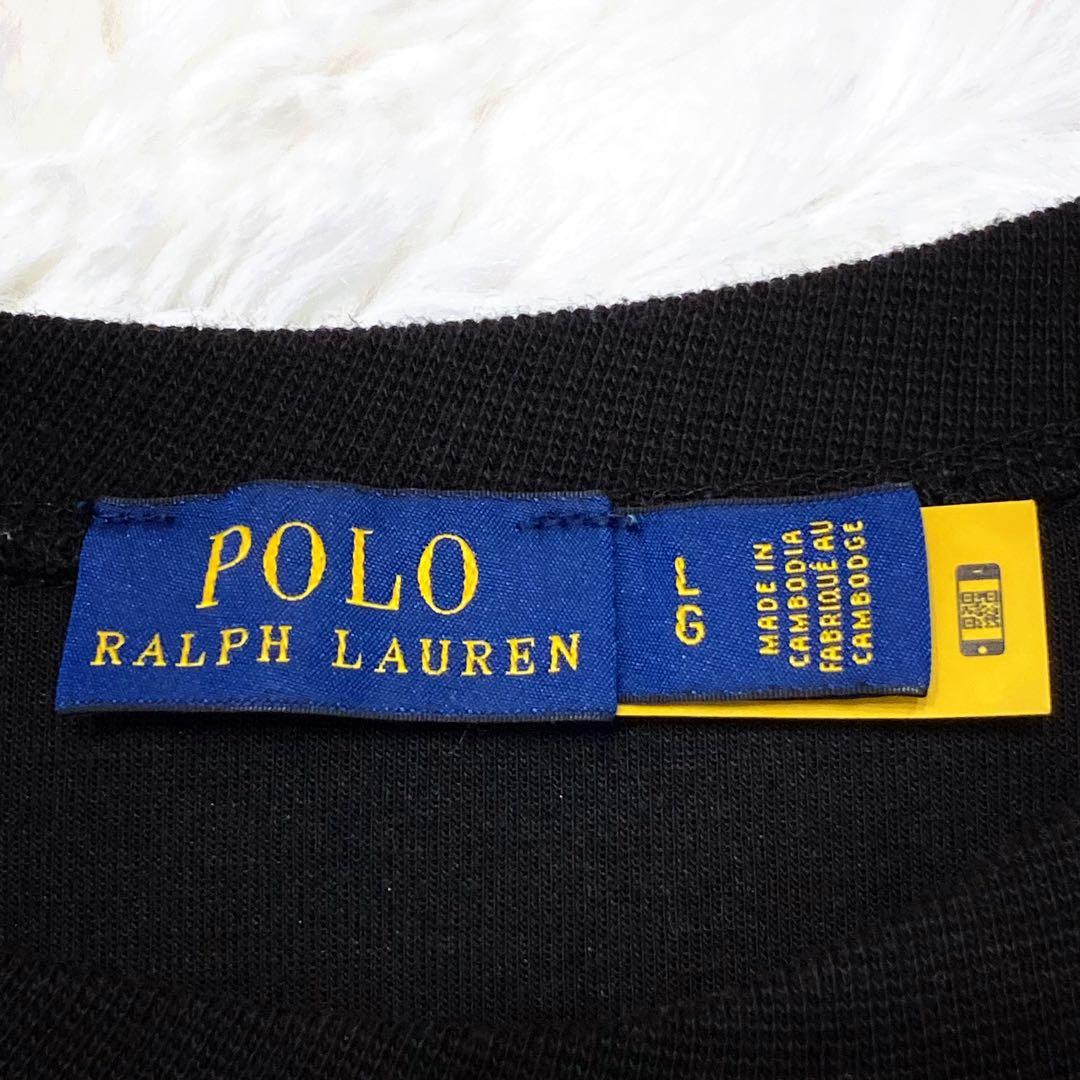 POLO
RALPH LAUREN
L
G
MADE IN
CAMBODIA
FABRIQUÉ AU
CAMBODGE